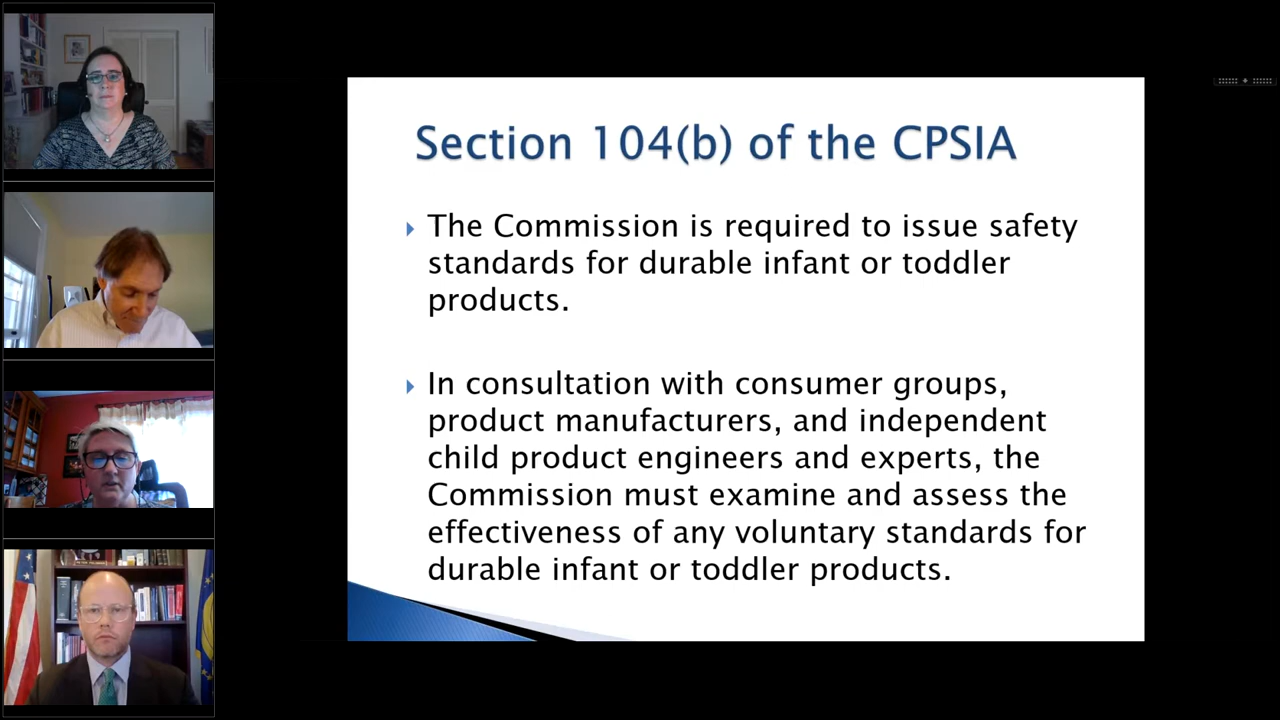 Section 104(b) of the CPSIA
The Commission is required to issue safety
standards for durable infant or toddler
products.
In consultation with consumer groups,
product manufacturers, and independent
child product engineers and experts, the
Commission must examine and assess the
effectiveness of any voluntary standards for
durable infant or toddler products.